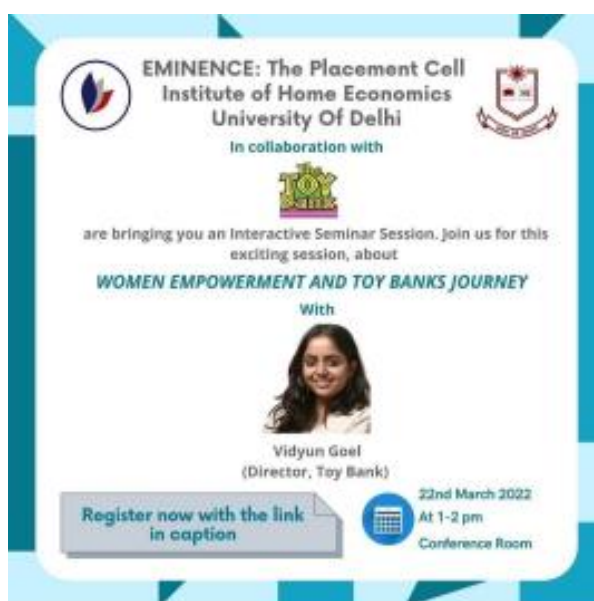 EMINENCE: The Placement Cell
Institute of Home Economics
University Of Delhi
In collaboration with
The
TOY
Bank
are bringing you an Interactive Seminar Session. Join us for this
exciting session, about
WOMEN EMPOWERMENT AND TOY BANKS JOURNEY
With
Vidyun Goel
(Director, Toy Bank)
Register now with the link
in caption
22nd March 2022
At 1-2 pm
Conference Room